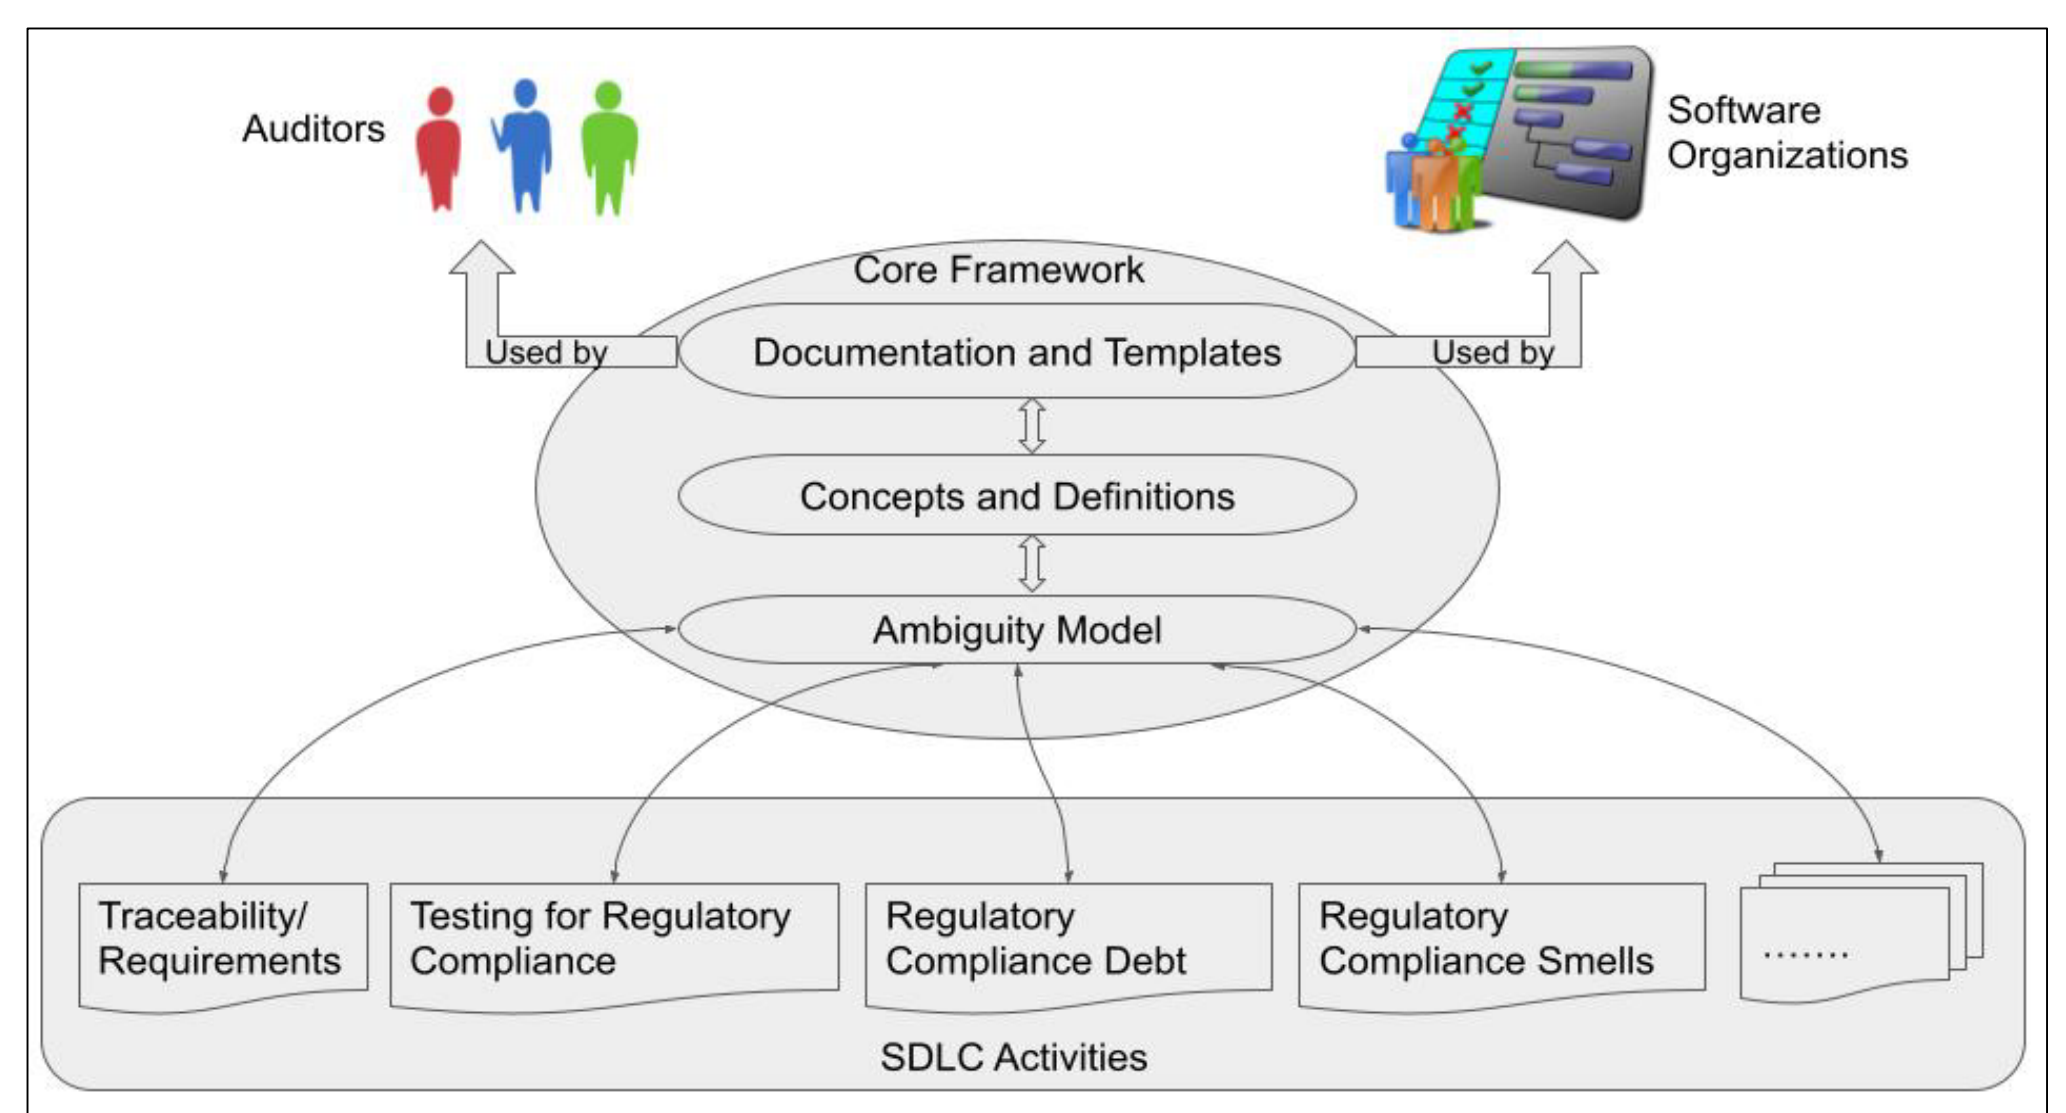 Auditors
Software
Organizations
Core Framework
Used by
Documentation and Templates
Used by
Concepts and Definitions
Ambiguity Model
Traceability/
Requirements
Testing for Regulatory
Compliance
Regulatory
Compliance Debt
Regulatory
Compliance Smells
.......
SDLC Activities